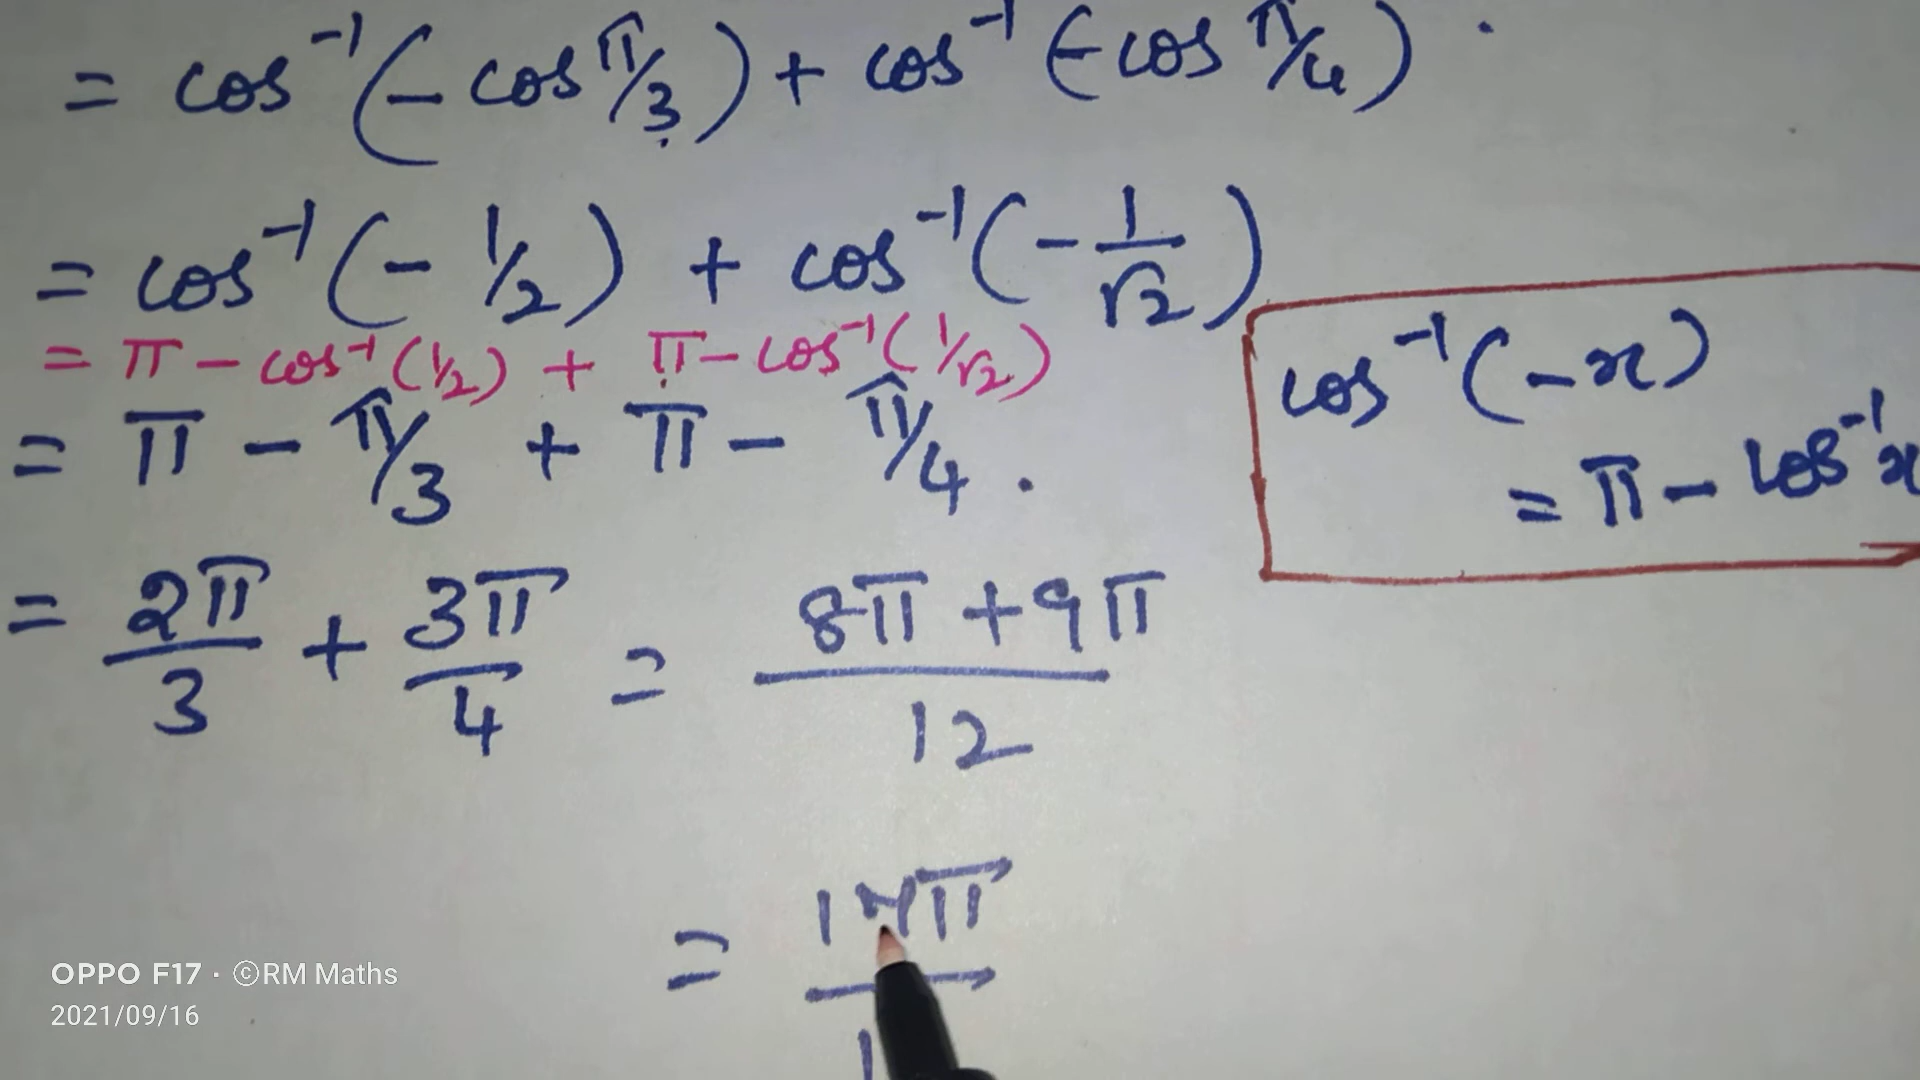 = cos⁻¹(-cos π/3) + cos⁻¹(-cos π/4).
= cos⁻¹(-1/2) + cos⁻¹(-1/√2)
= π - cos⁻¹(1/2) + π - cos⁻¹(1/√2)
= π - π/3 + π - π/4.
cos⁻¹(-x)
= π - cos⁻¹x
= 2π/3 + 3π/4 = (8π + 9π)/12
= 17π/1
OPPO F17 · ©RM Maths
2021/09/16